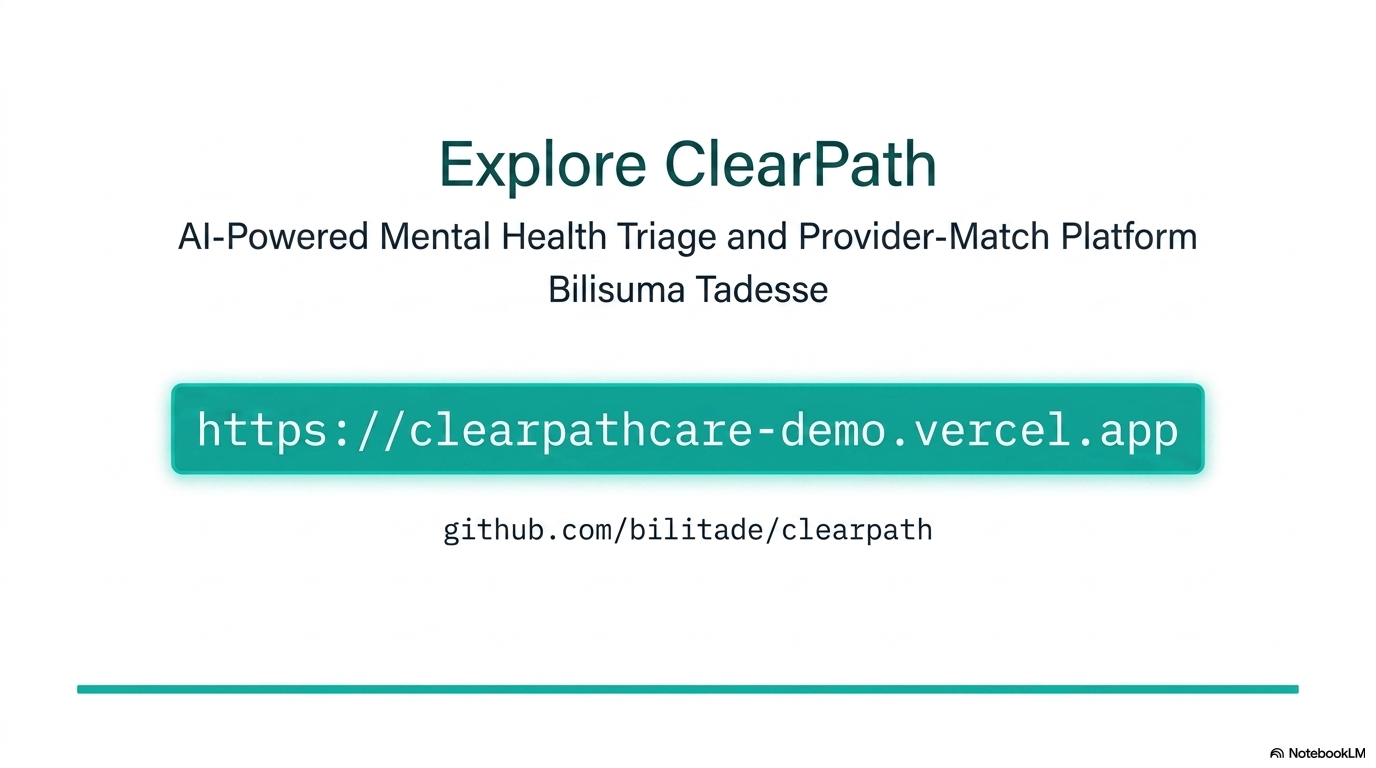 Explore ClearPath
AI-Powered Mental Health Triage and Provider-Match Platform
Bilisuma Tadesse
https://clearpathcare-demo.vercel.app
github.com/bilitade/clearpath
NotebookLM